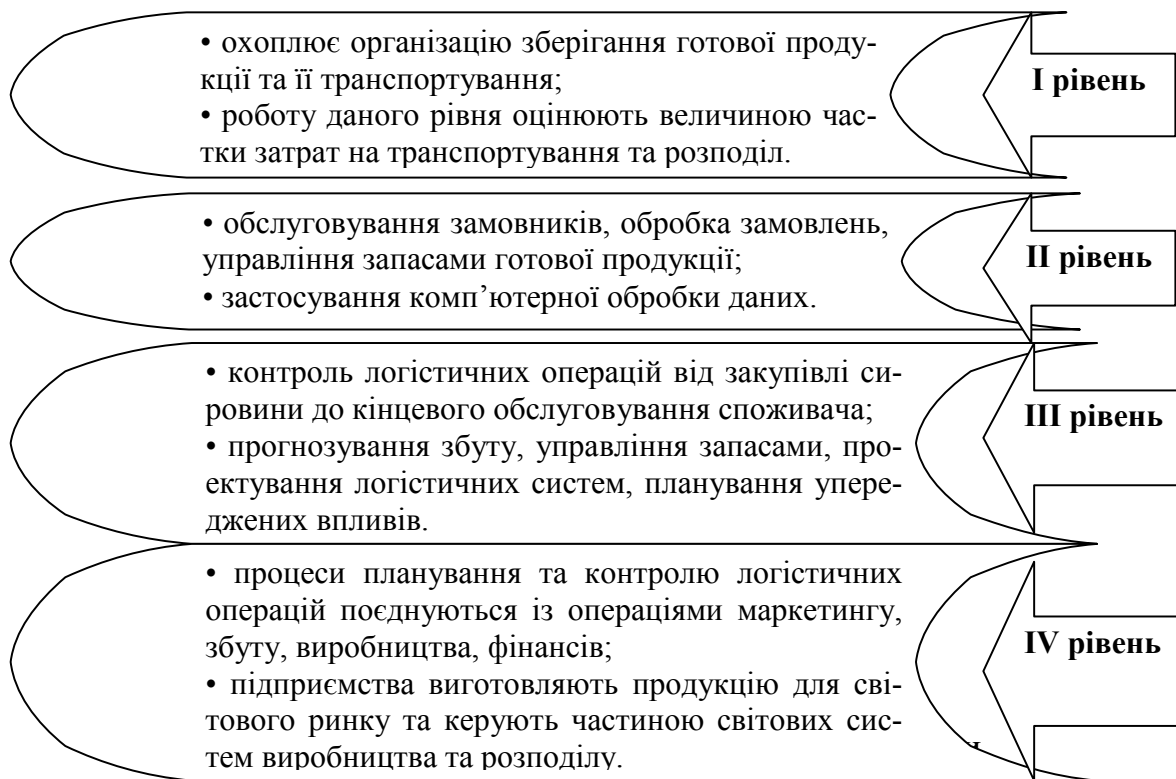 • охоплює організацію зберігання готової проду-
кції та її транспортування;
• роботу даного рівня оцінюють величиною час-
тки затрат на транспортування та розподіл.
І рівень
• обслуговування замовників, обробка замовлень,
управління запасами готової продукції;
• застосування комп’ютерної обробки даних.
ІІ рівень
• контроль логістичних операцій від закупівлі си-
ровини до кінцевого обслуговування споживача;
• прогнозування збуту, управління запасами, про-
ектування логістичних систем, планування упере-
джених впливів.
ІІІ рівень
• процеси планування та контролю логістичних
операцій поєднуються із операціями маркетингу,
збуту, виробництва, фінансів;
• підприємства виготовляють продукцію для сві-
тового ринку та керують частиною світових сис-
тем виробництва та розподілу.
IV рівень